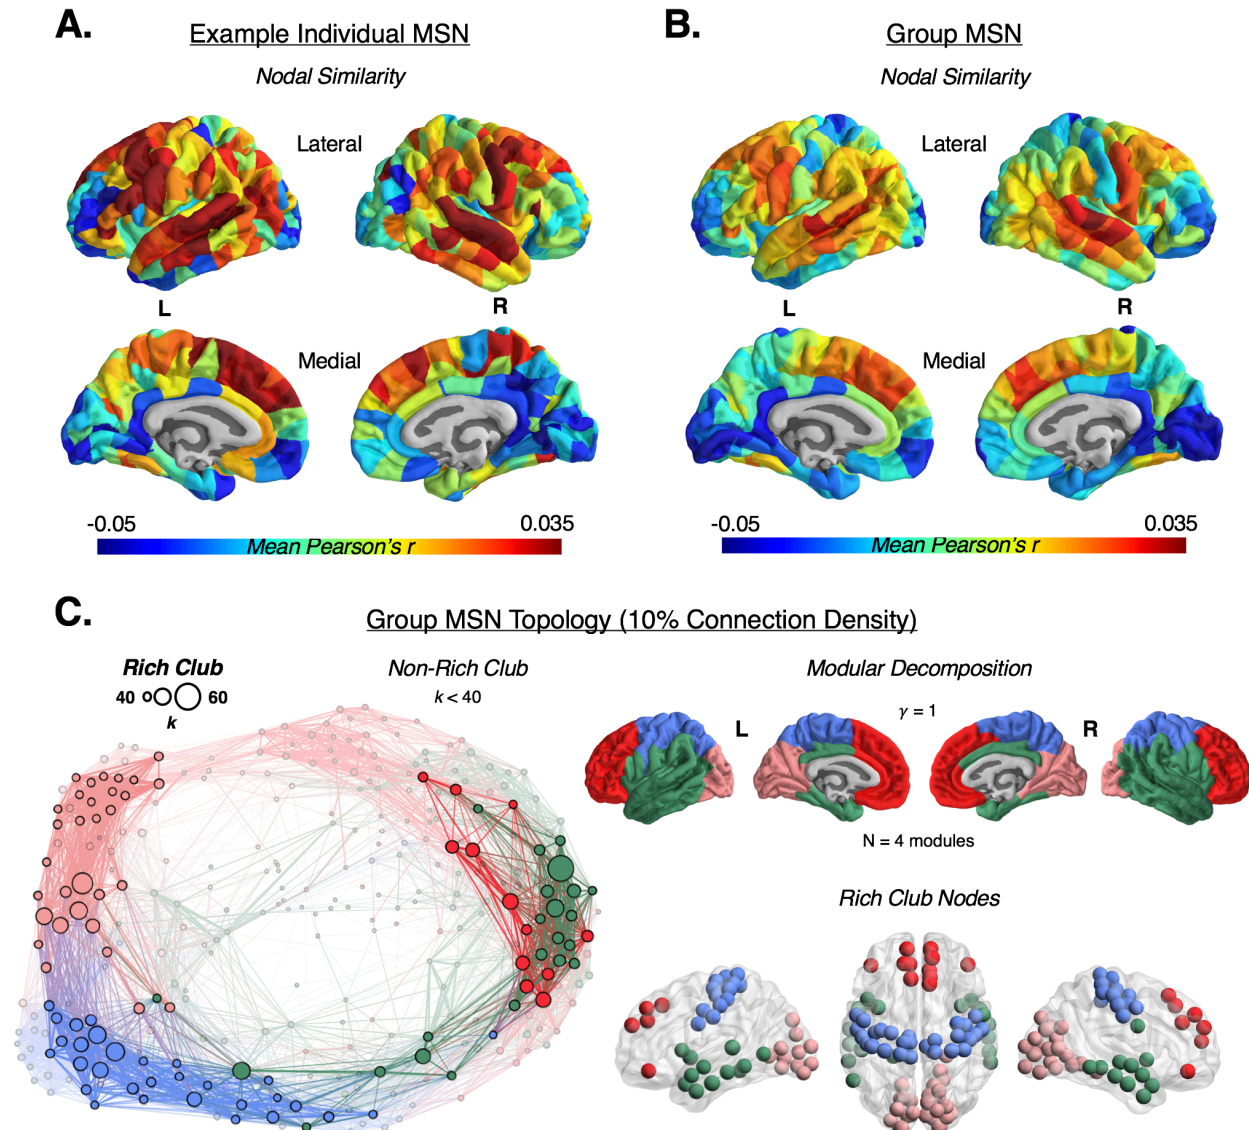 A.
Example Individual MSN
Nodal Similarity
Lateral
L
R
Medial
-0.05
0.035
Mean Pearson's r
B.
Group MSN
Nodal Similarity
Lateral
L
R
Medial
-0.05
0.035
Mean Pearson's r
C.
Group MSN Topology (10% Connection Density)
Rich Club
40
60
k
Non-Rich Club
k < 40
Modular Decomposition
γ = 1
L
R
N = 4 modules
Rich Club Nodes